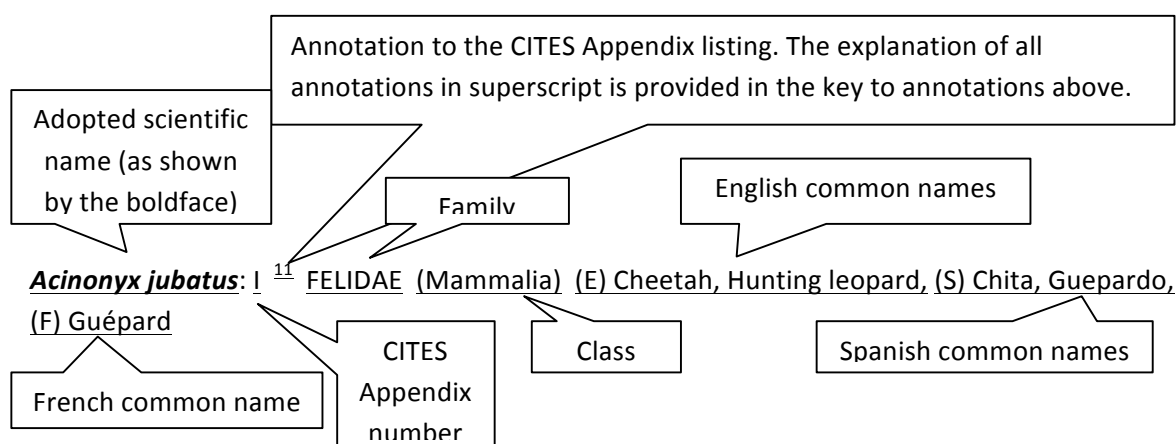 Annotation to the CITES Appendix listing. The explanation of all
annotations in superscript is provided in the key to annotations above.
Adopted scientific
name (as shown
by the boldface)
Family
English common names
Acinonyx jubatus: I 11 FELIDAE (Mammalia) (E) Cheetah, Hunting leopard, (S) Chita, Guepardo,
(F) Guépard
CITES
Appendix
number
Class
Spanish common names
French common name